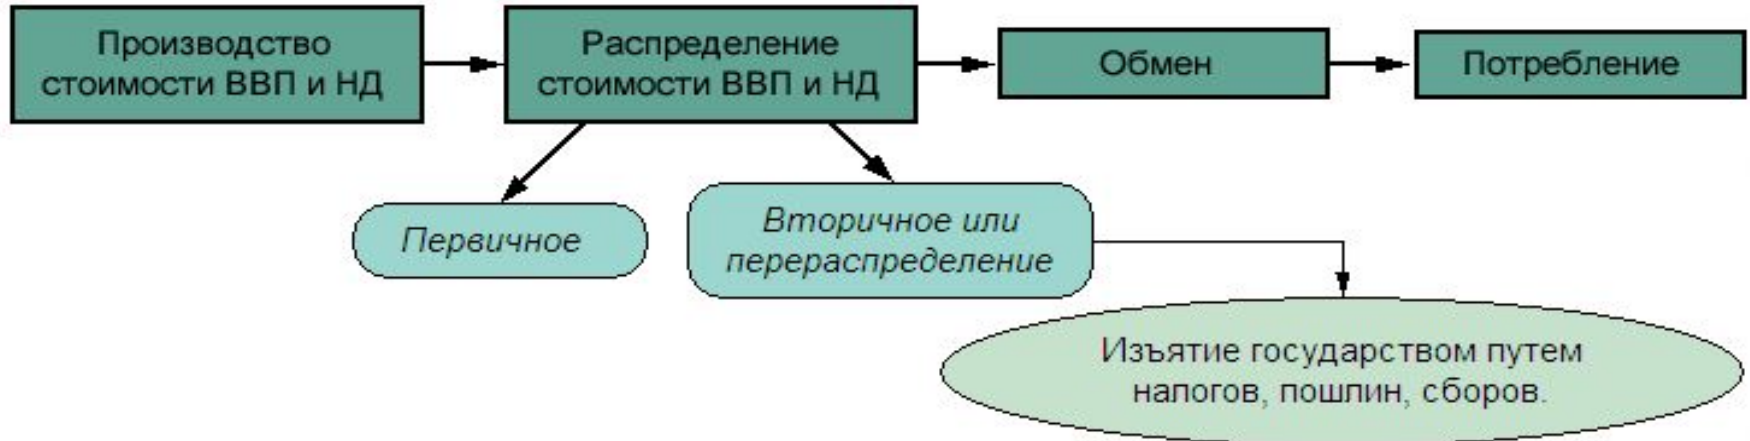 Производство
стоимости ВВП и НД
Распределение
стоимости ВВП и НД
Обмен
Потребление
Первичное
Вторичное или
перераспределение
Изъятие государством путем
налогов, пошлин, сборов.